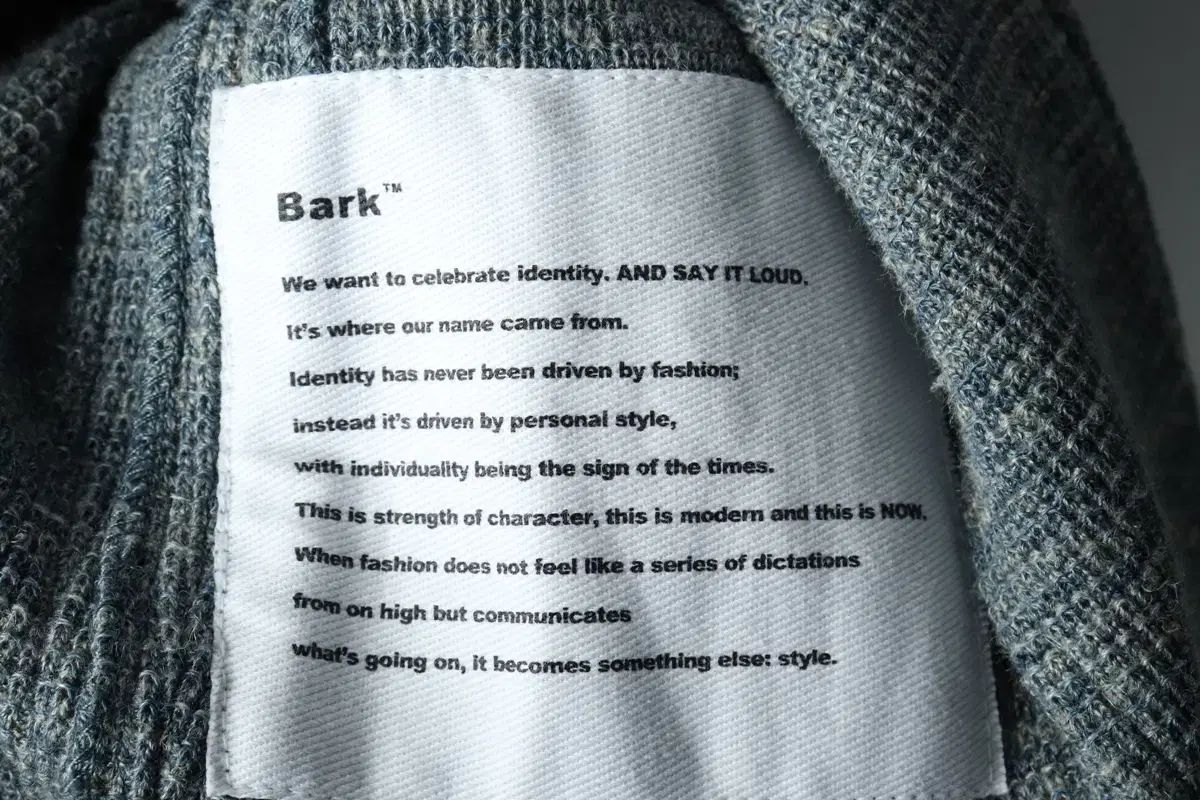 Bark™
We want to celebrate identity. AND SAY IT LOUD.
It's where our name came from.
Identity has never been driven by fashion;
instead it's driven by personal style,
with individuality being the sign of the times.
This is strength of character, this is modern and this is NOW.
When fashion does not feel like a series of dictations
from on high but communicates
what's going on, it becomes something else: style.